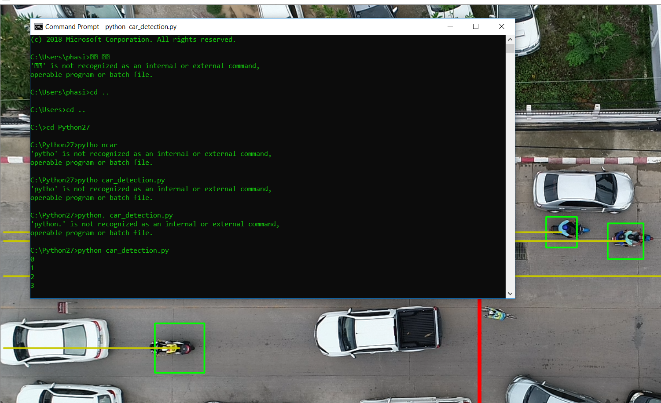 Command Prompt - python car_detection.py
(c) 2018 Microsoft Corporation. All rights reserved.
C:\Users\phasi>
' is not recognized as an internal or external command,
operable program or batch file.
C:\Users\phasi>cd ..
C:\Users>cd ..
C:\>cd Python27
C:\Python27>pytho
'pytho' is not recognized as an internal or external command,
operable program or batch file.
C:\Python27>pytho car_detection.py
'pytho' is not recognized as an internal or external command,
operable program or batch file.
C:\Python27>python. car_detection.py
'python.' is not recognized as an internal or external command,
operable program or batch file.
C:\Python27>python car_detection.py
0
1
2
3